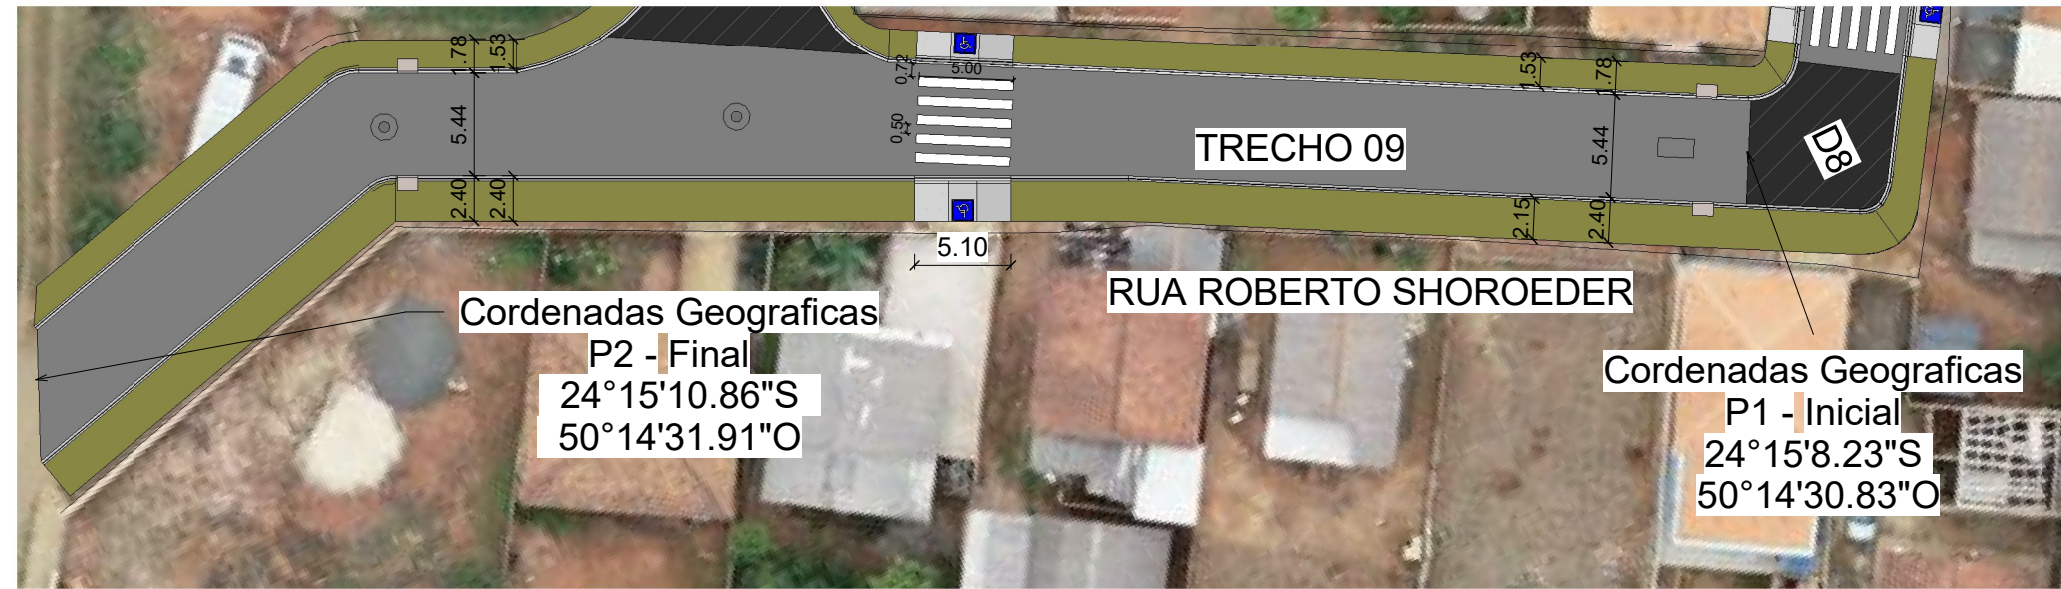 1.78
1.53
0.72
5.00
1.53
1.78
5.44
0.50
TRECHO 09
5.44
D8
2.40
2.40
2.15
2.40
5.10
RUA ROBERTO SHOROEDER
Cordenadas Geograficas
P2 - Final
24°15'10.86"S
50°14'31.91"O
Cordenadas Geograficas
P1 - Inicial
24°15'8.23"S
50°14'30.83"O